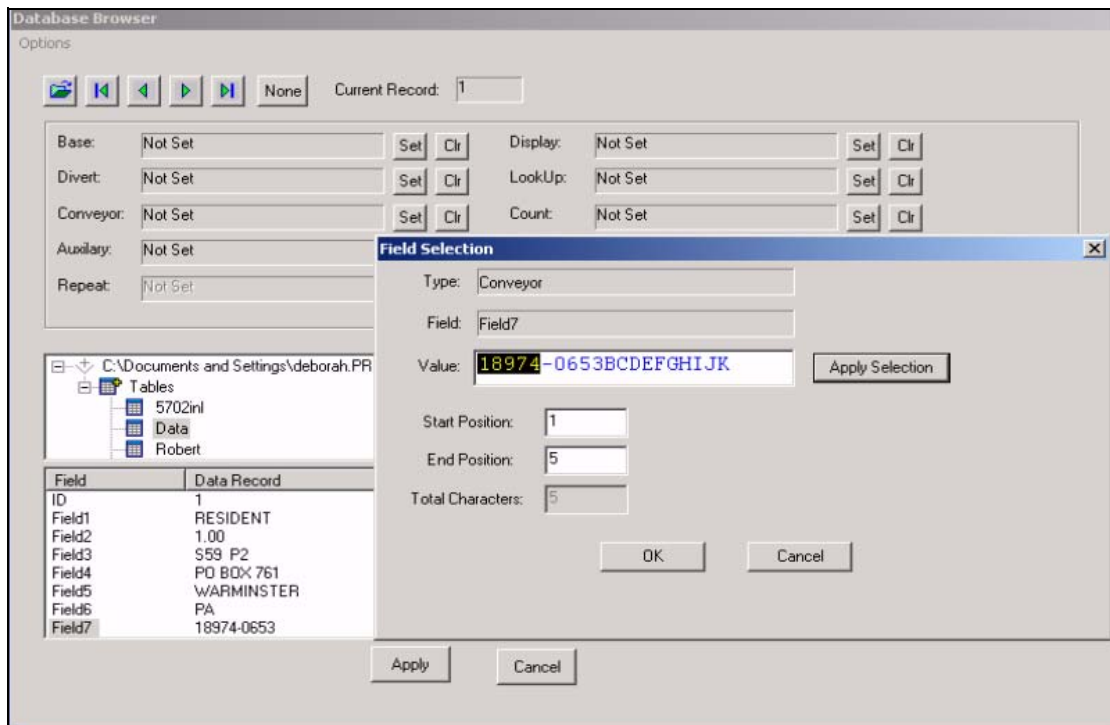 Database Browser
Options
None Current Record: 1
Base: Not Set Set Clr Display: Not Set Set Clr
Divert: Not Set Set Clr LookUp: Not Set Set Clr
Conveyor: Not Set Set Clr Count: Not Set Set Clr
Auxilary: Not Set
Repeat: Not Set
Field Selection
Type: Conveyor
Field: Field7
Value: 18974-0653BCDEFGHIJK Apply Selection
Start Position: 1
End Position: 5
Total Characters: 5
OK Cancel
C:\Documents and Settings\deborah.PR
Tables
5702inl
Data
Robert
Field Data Record
ID 1
Field1 RESIDENT
Field2 1.00
Field3 S59 P2
Field4 PO BOX 761
Field5 WARMINSTER
Field6 PA
Field7 18974-0653
Apply Cancel